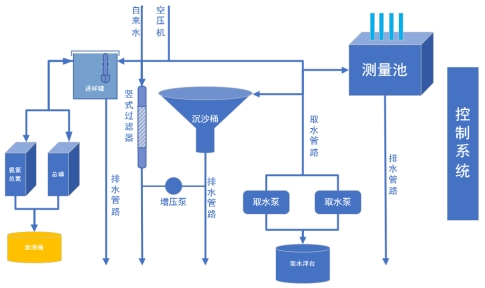 自来水
空压机
测量池
进样罐
竖式过滤器
沉沙桶
取水管路
控制系统
氨氮
总氮
总磷
排水管路
增压泵
排水管路
排水管路
取水泵
取水泵
废液桶
取水浮台